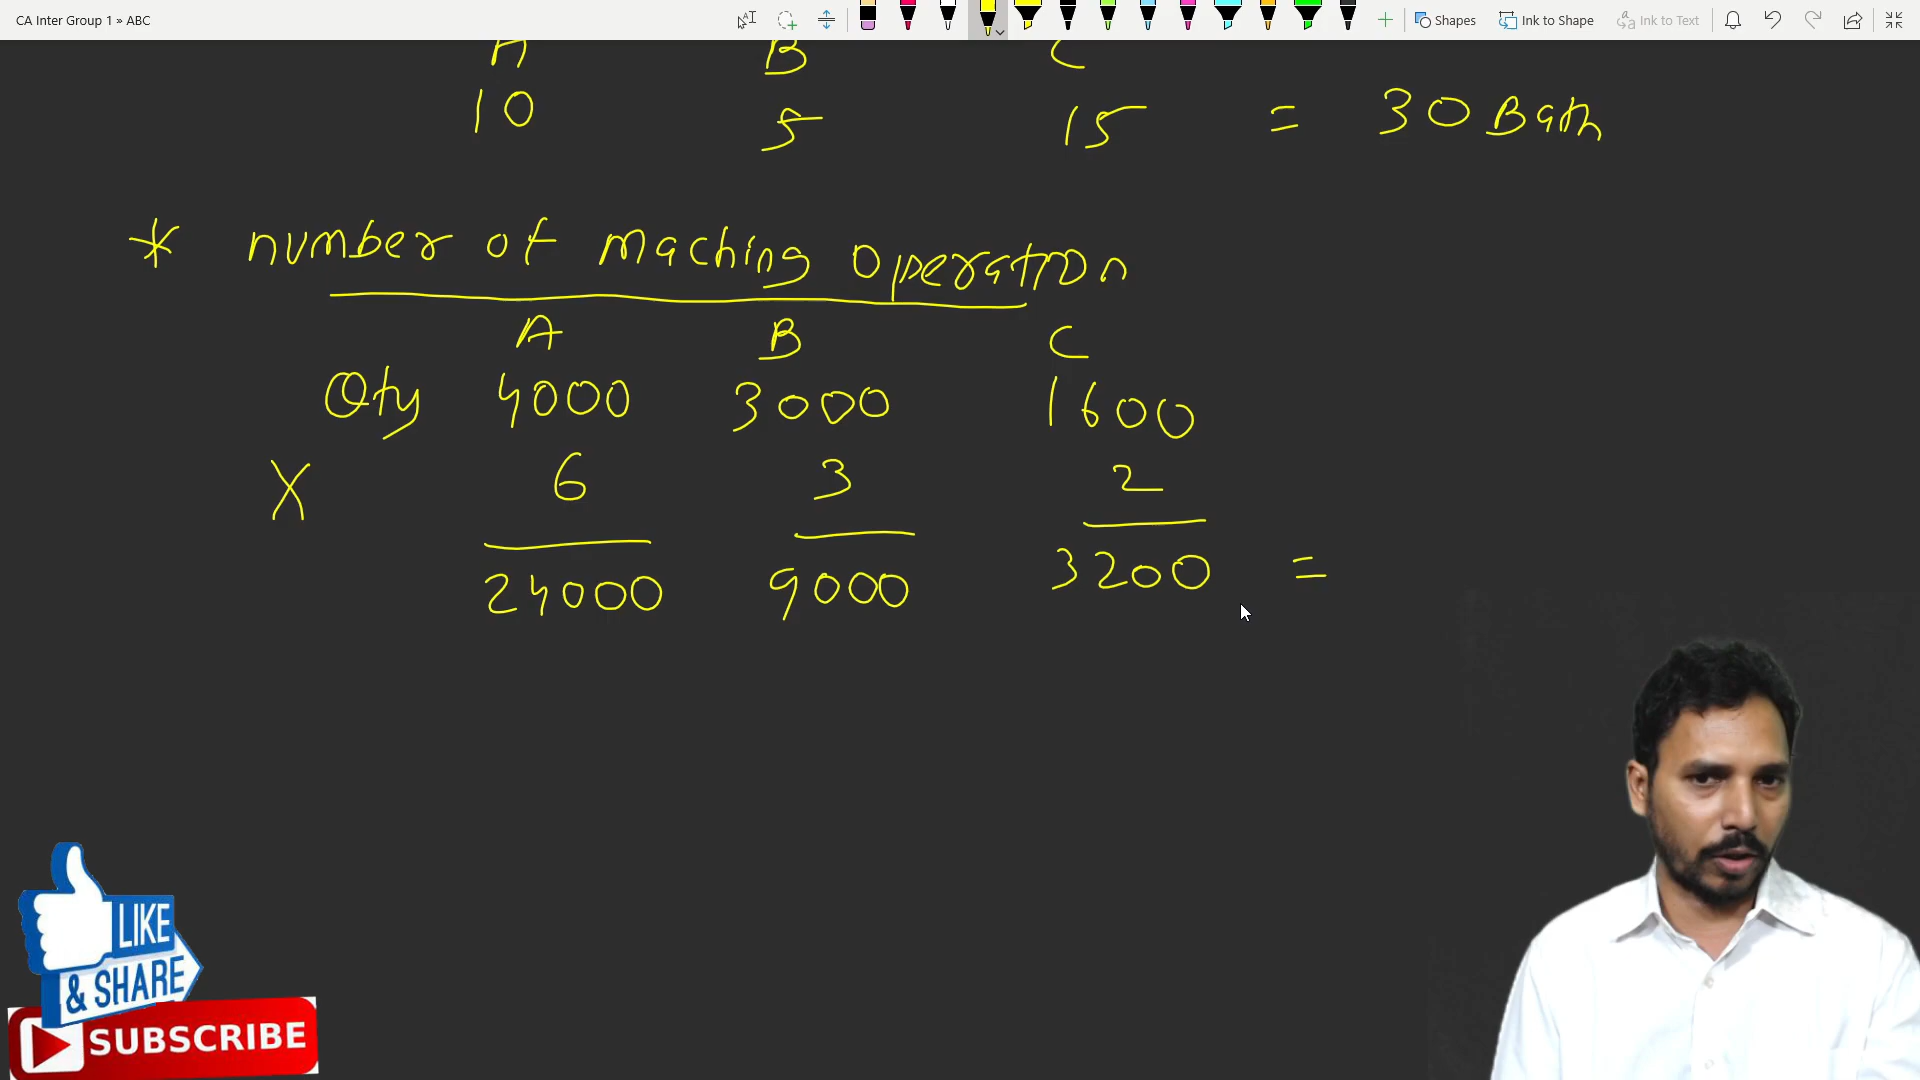 CA Inter Group 1 » ABC
Shapes Ink to Shape Ink to Text
A B C
10 5 15 = 30 Bath
* number of maching operation
A B C
Qty 4000 3000 1600
X 6 3 2
24000 9000 3200 =
LIKE
& SHARE
SUBSCRIBE